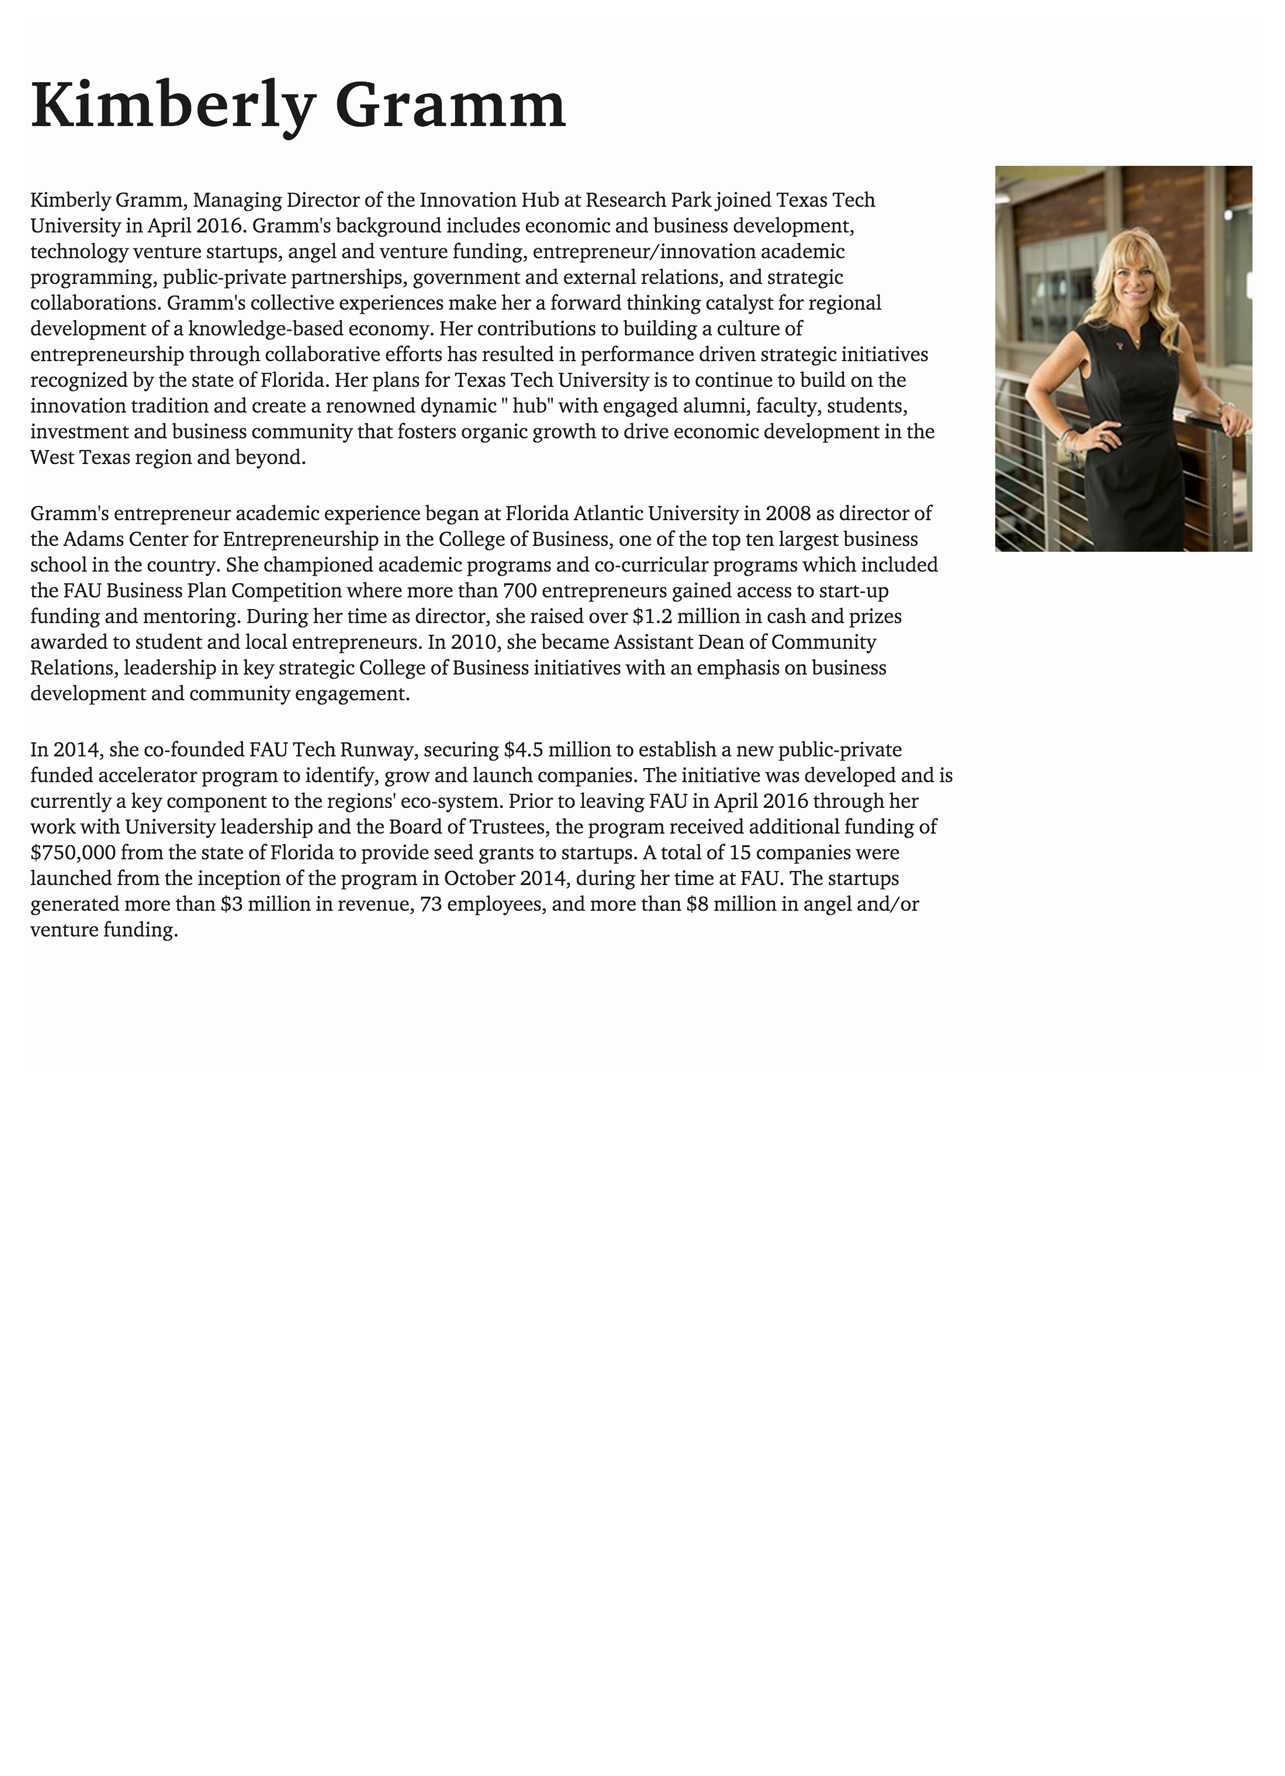 Kimberly Gramm
Kimberly Gramm, Managing Director of the Innovation Hub at Research Park joined Texas Tech
University in April 2016. Gramm's background includes economic and business development,
technology venture startups, angel and venture funding, entrepreneur/innovation academic
programming, public-private partnerships, government and external relations, and strategic
collaborations. Gramm's collective experiences make her a forward thinking catalyst for regional
development of a knowledge-based economy. Her contributions to building a culture of
entrepreneurship through collaborative efforts has resulted in performance driven strategic initiatives
recognized by the state of Florida. Her plans for Texas Tech University is to continue to build on the
innovation tradition and create a renowned dynamic " hub" with engaged alumni, faculty, students,
investment and business community that fosters organic growth to drive economic development in the
West Texas region and beyond.
Gramm's entrepreneur academic experience began at Florida Atlantic University in 2008 as director of
the Adams Center for Entrepreneurship in the College of Business, one of the top ten largest business
school in the country. She championed academic programs and co-curricular programs which included
the FAU Business Plan Competition where more than 700 entrepreneurs gained access to start-up
funding and mentoring. During her time as director, she raised over $1.2 million in cash and prizes
awarded to student and local entrepreneurs. In 2010, she became Assistant Dean of Community
Relations, leadership in key strategic College of Business initiatives with an emphasis on business
development and community engagement.
In 2014, she co-founded FAU Tech Runway, securing $4.5 million to establish a new public-private
funded accelerator program to identify, grow and launch companies. The initiative was developed and is
currently a key component to the regions' eco-system. Prior to leaving FAU in April 2016 through her
work with University leadership and the Board of Trustees, the program received additional funding of
$750,000 from the state of Florida to provide seed grants to startups. A total of 15 companies were
launched from the inception of the program in October 2014, during her time at FAU. The startups
generated more than $3 million in revenue, 73 employees, and more than $8 million in angel and/or
venture funding.